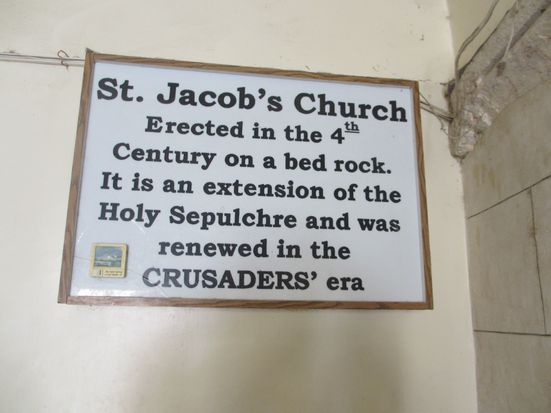 St. Jacob's Church
Erected in the 4th
Century on a bed rock.
It is an extension of the
Holy Sepulchre and was
renewed in the
CRUSADERS' era